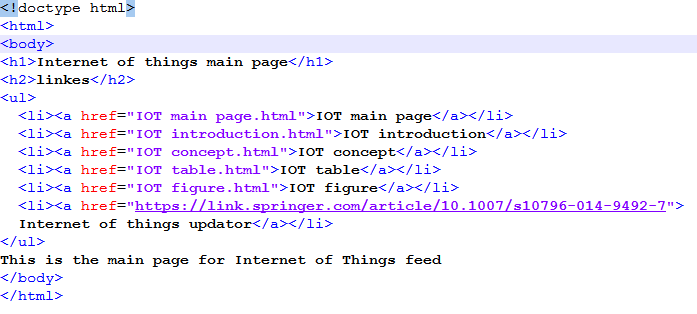 <!doctype html>
<html>
<body>
<h1>Internet of things main page</h1>
<h2>linkes</h2>
<ul>
  <li><a href="IOT main page.html">IOT main page</a></li>
  <li><a href="IOT introduction.html">IOT introduction</a></li>
  <li><a href="IOT concept.html">IOT concept</a></li>
  <li><a href="IOT table.html">IOT table</a></li>
  <li><a href="IOT figure.html">IOT figure</a></li>
  <li><a href="https://link.springer.com/article/10.1007/s10796-014-9492-7">
  Internet of things updator</a></li>
</ul>
This is the main page for Internet of Things feed
</body>
</html>